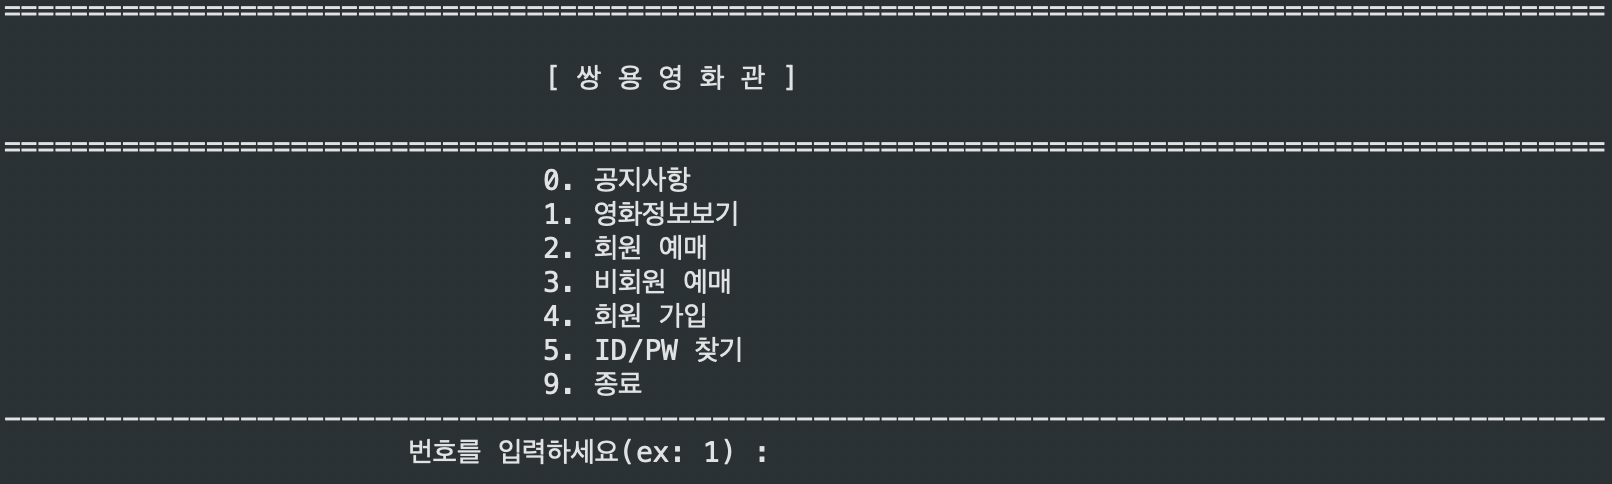 ===============================================================================================
[ 쌍 용 영 화 관 ]
===============================================================================================
0. 공지사항
1. 영화정보보기
2. 회원 예매
3. 비회원 예매
4. 회원 가입
5. ID/PW 찾기
9. 종료
-----------------------------------------------------------------------------------------------
번호를 입력하세요(ex: 1) :